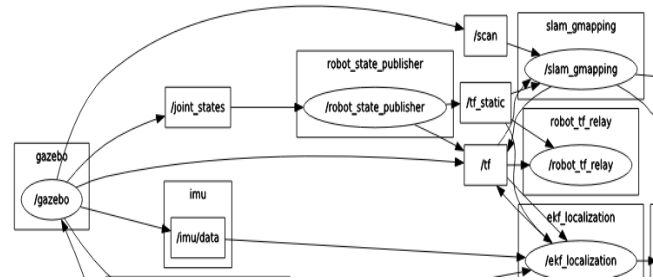 slam_gmapping
/scan
/slam_gmapping
robot_state_publisher
/joint_states
/robot_state_publisher
/tf_static
robot_tf_relay
/tf
/robot_tf_relay
gazebo
/gazebo
imu
/imu/data
ekf_localization
/ekf_localization